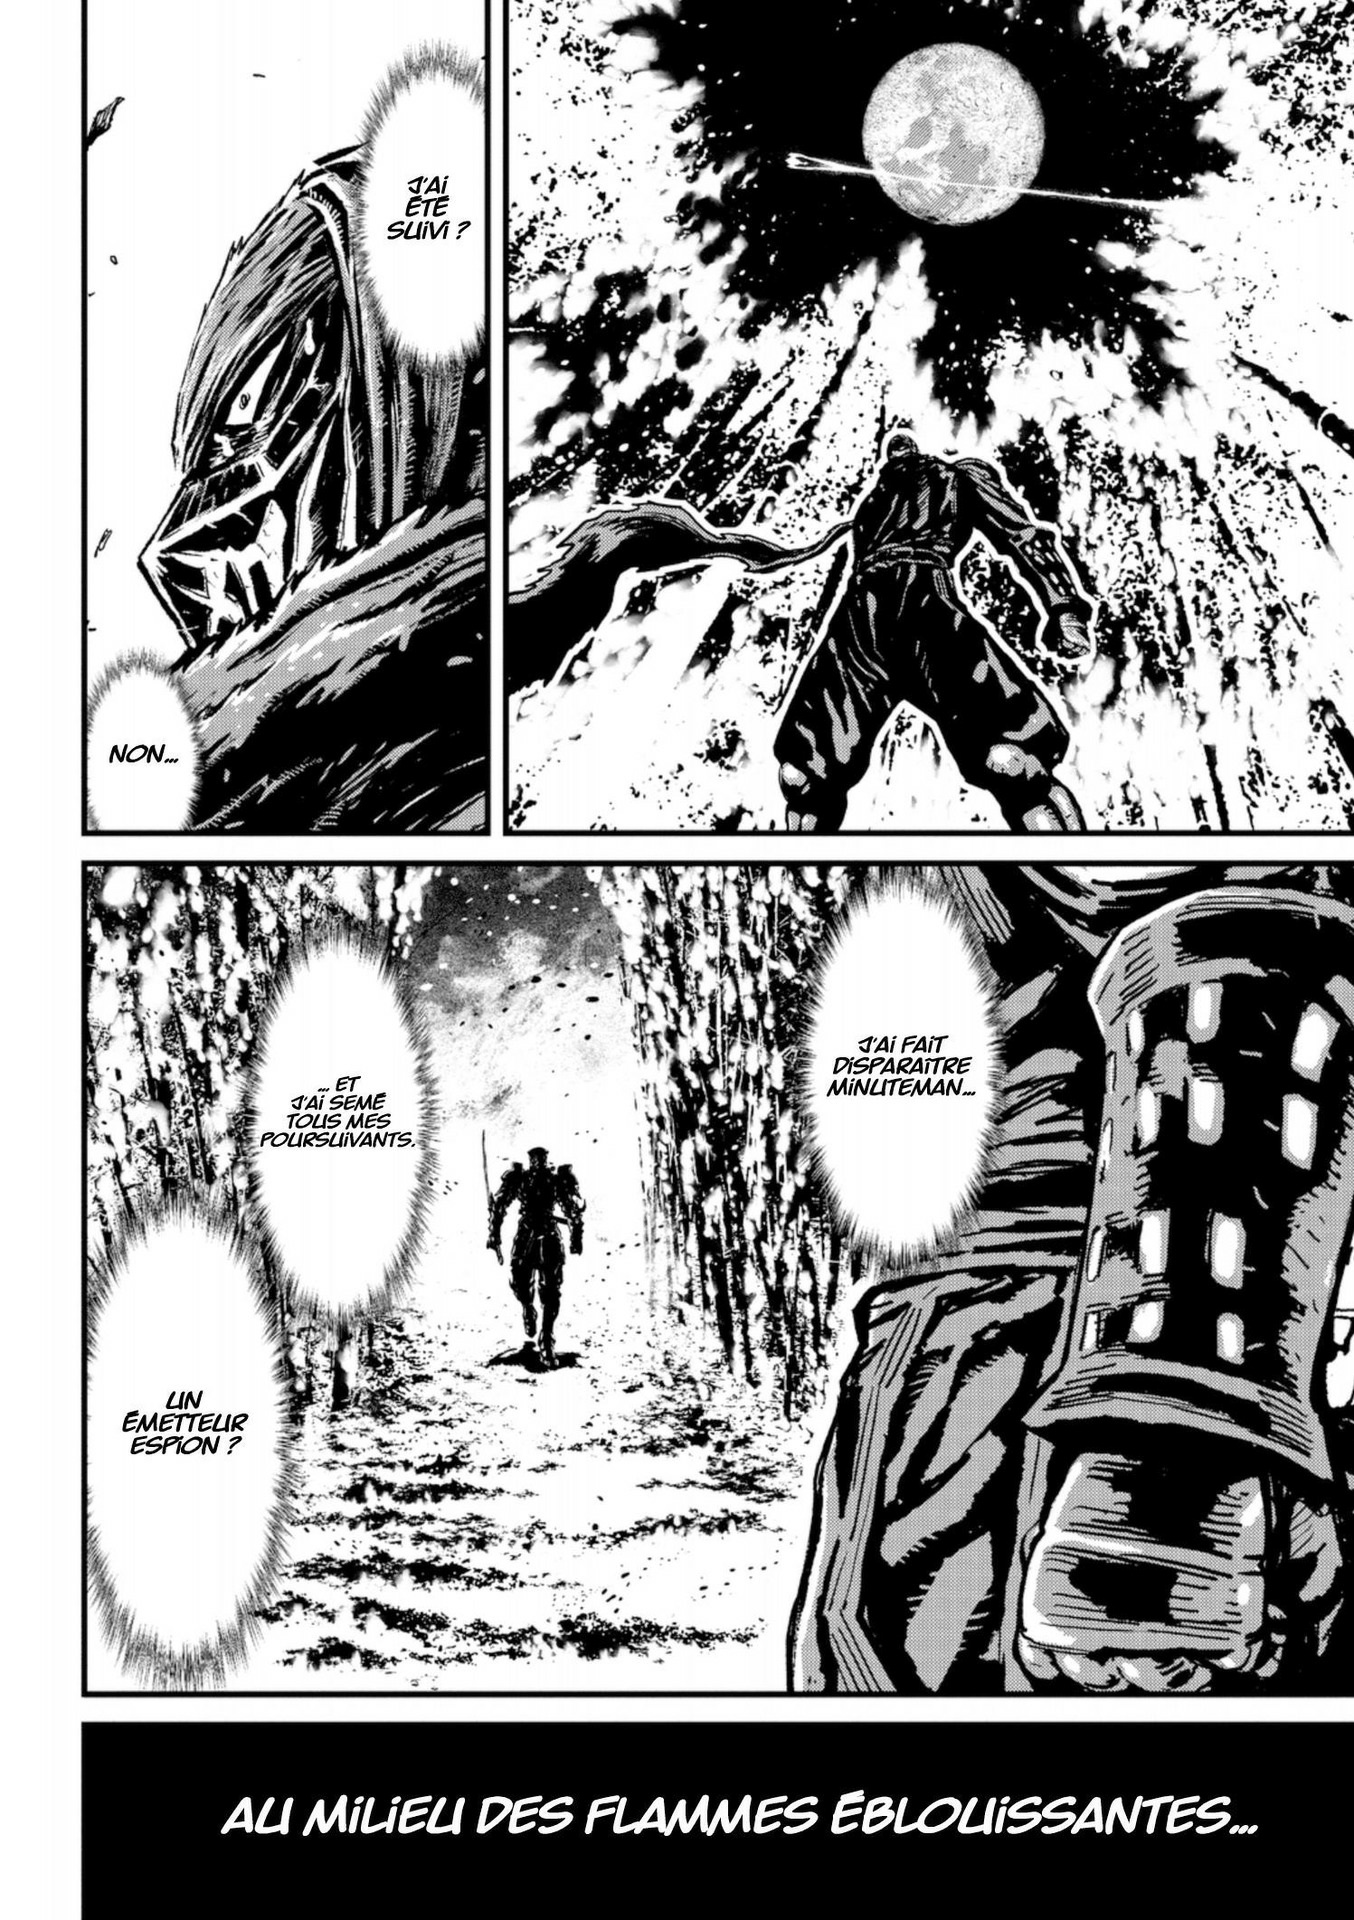 J'AI
ÉTÉ
SUIVI ?
NON...
J'AI FAIT
DISPARAÎTRE
MINUTEMAN...
... ET
J'AI SEMÉ
TOUS MES
POURSUIVANTS.
UN
ÉMETTEUR
ESPION ?
AU MILIEU DES FLAMMES ÉBLOUISSANTES...